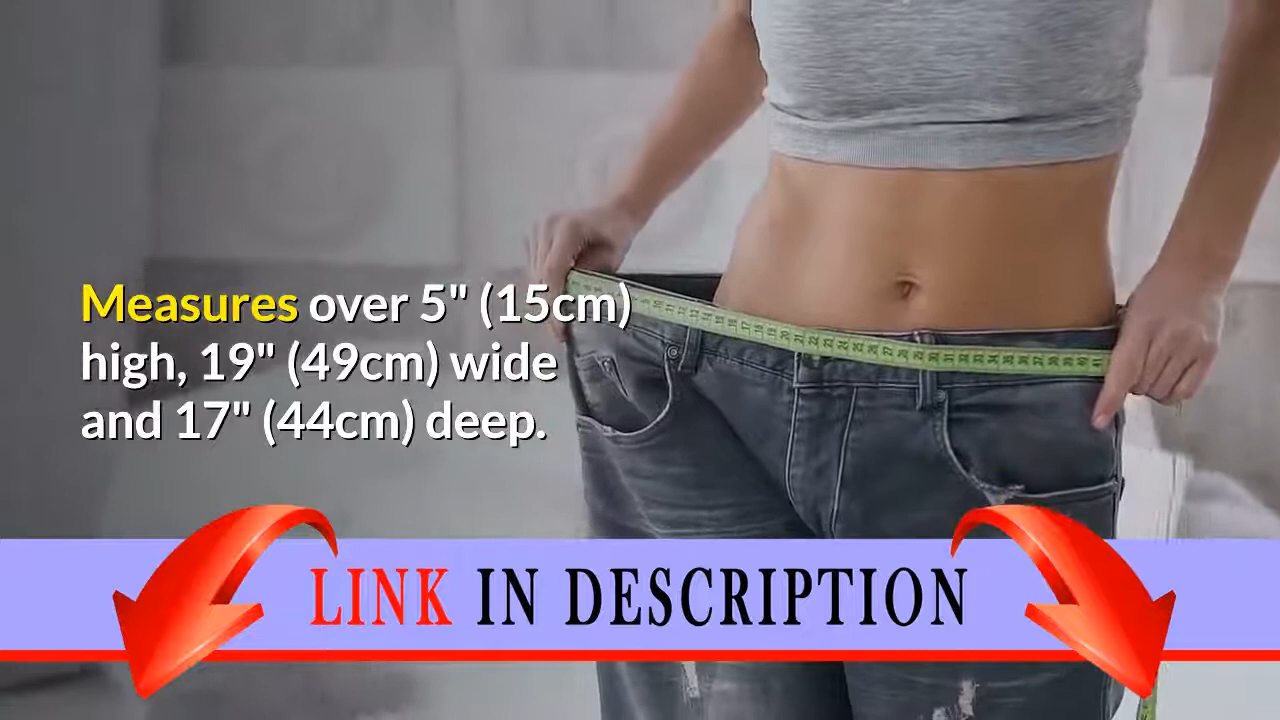 Measures over 5" (15cm)
high, 19" (49cm) wide
and 17" (44cm) deep.
LINK IN DESCRIPTION